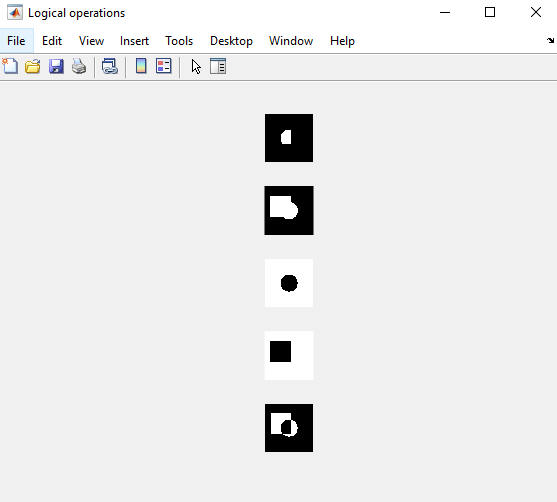 Logical operations
File Edit View Insert Tools Desktop Window Help